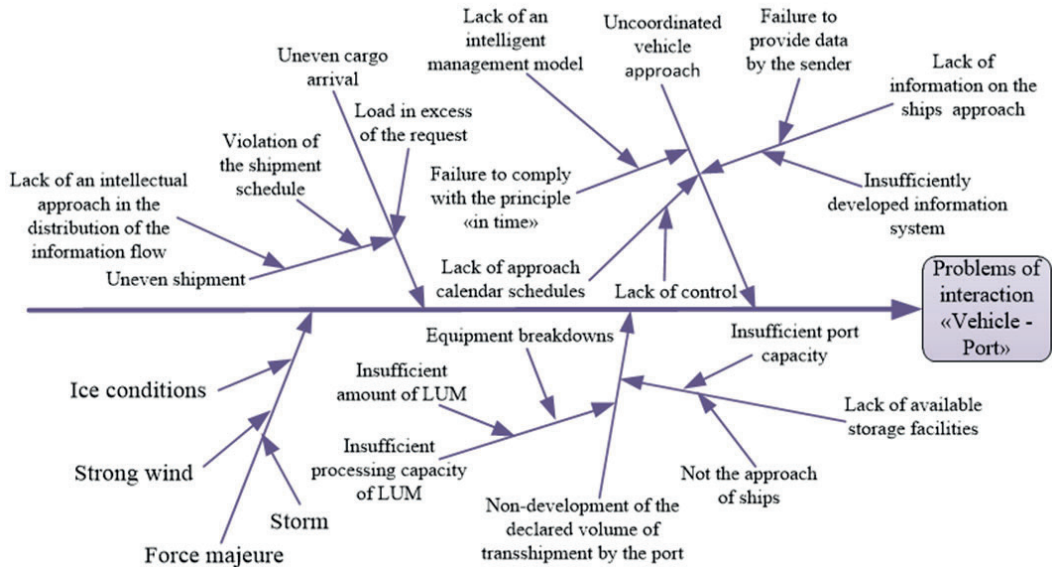 Lack of an
intelligent
management model
Uncoordinated
vehicle
approach
Failure to
provide data
by the sender
Uneven cargo
arrival
Lack of
information on the
ships approach
Load in excess
of the request
Violation of
the shipment
schedule
Lack of an intellectual
approach in the
distribution of the
information flow
Uneven shipment
Failure to comply
with the principle
«in time»
Insufficiently
developed information
system
Lack of approach
calendar schedules
Lack of control
Problems of
interaction
«Vehicle -
Port»
Equipment breakdowns
Insufficient port
capacity
Ice conditions
Insufficient
amount of LUM
Lack of available
storage facilities
Strong wind
Insufficient
processing capacity
of LUM
Not the approach
of ships
Storm
Non-development of the
declared volume of
transshipment by the port
Force majeure